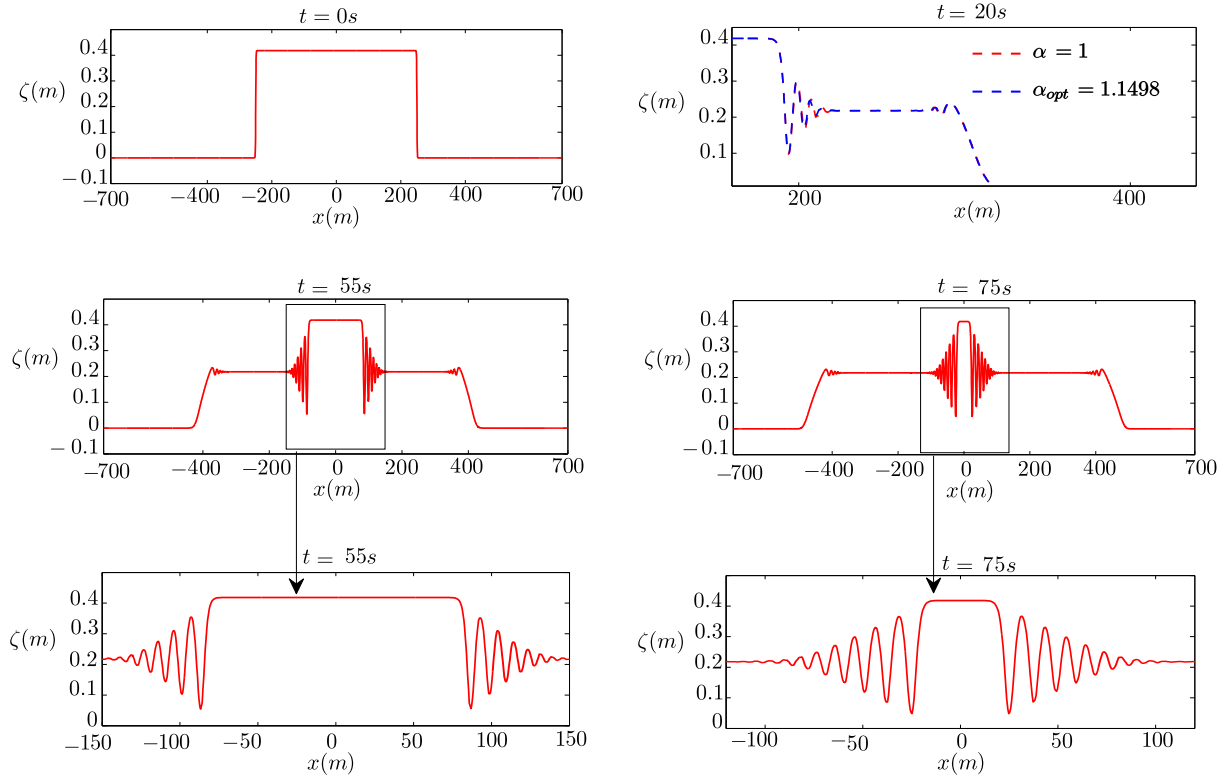 t = 0s
ζ(m)
0.4
0.3
0.2
0.1
0
−0.1
−700 −400 −200 0 200 400 700
x(m)
t = 20s
ζ(m)
0.4
0.3
0.2
0.1
α = 1
α_opt = 1.1498
200 400
x(m)
t = 55s
ζ(m)
0.4
0.3
0.2
0.1
0
−0.1
−700 −400 −200 0 200 400 700
x(m)
t = 75s
ζ(m)
0.4
0.3
0.2
0.1
0
−0.1
−700 −400 −200 0 200 400 700
x(m)
t = 55s
ζ(m)
0.4
0.3
0.2
0.1
0
−150 −100 −50 0 50 100 150
x(m)
t = 75s
ζ(m)
0.4
0.3
0.2
0.1
0
−100 −50 0 50 100
x(m)